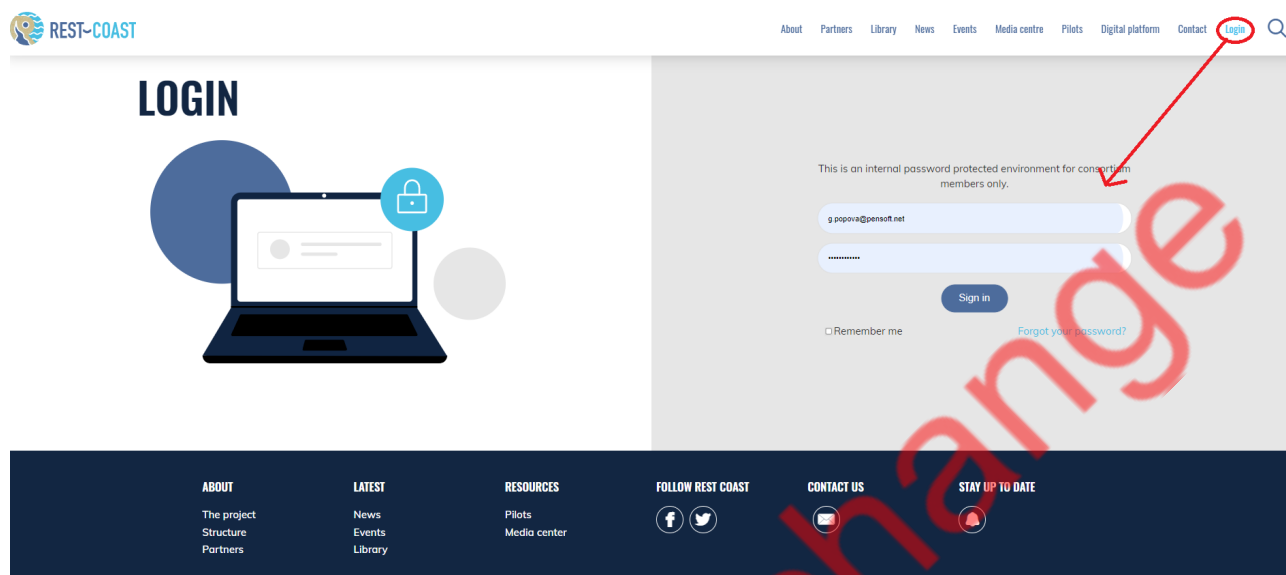 REST-COAST
About Partners Library News Events Media centre Pilots Digital platform Contact Login
LOGIN
This is an internal password protected environment for consortium
members only.
g.popova@pensoft.net
••••••••••••
Sign in
Remember me Forgot your password?
ABOUT LATEST RESOURCES FOLLOW REST COAST CONTACT US STAY UP TO DATE
The project News Pilots
Structure Events Media center
Partners Library